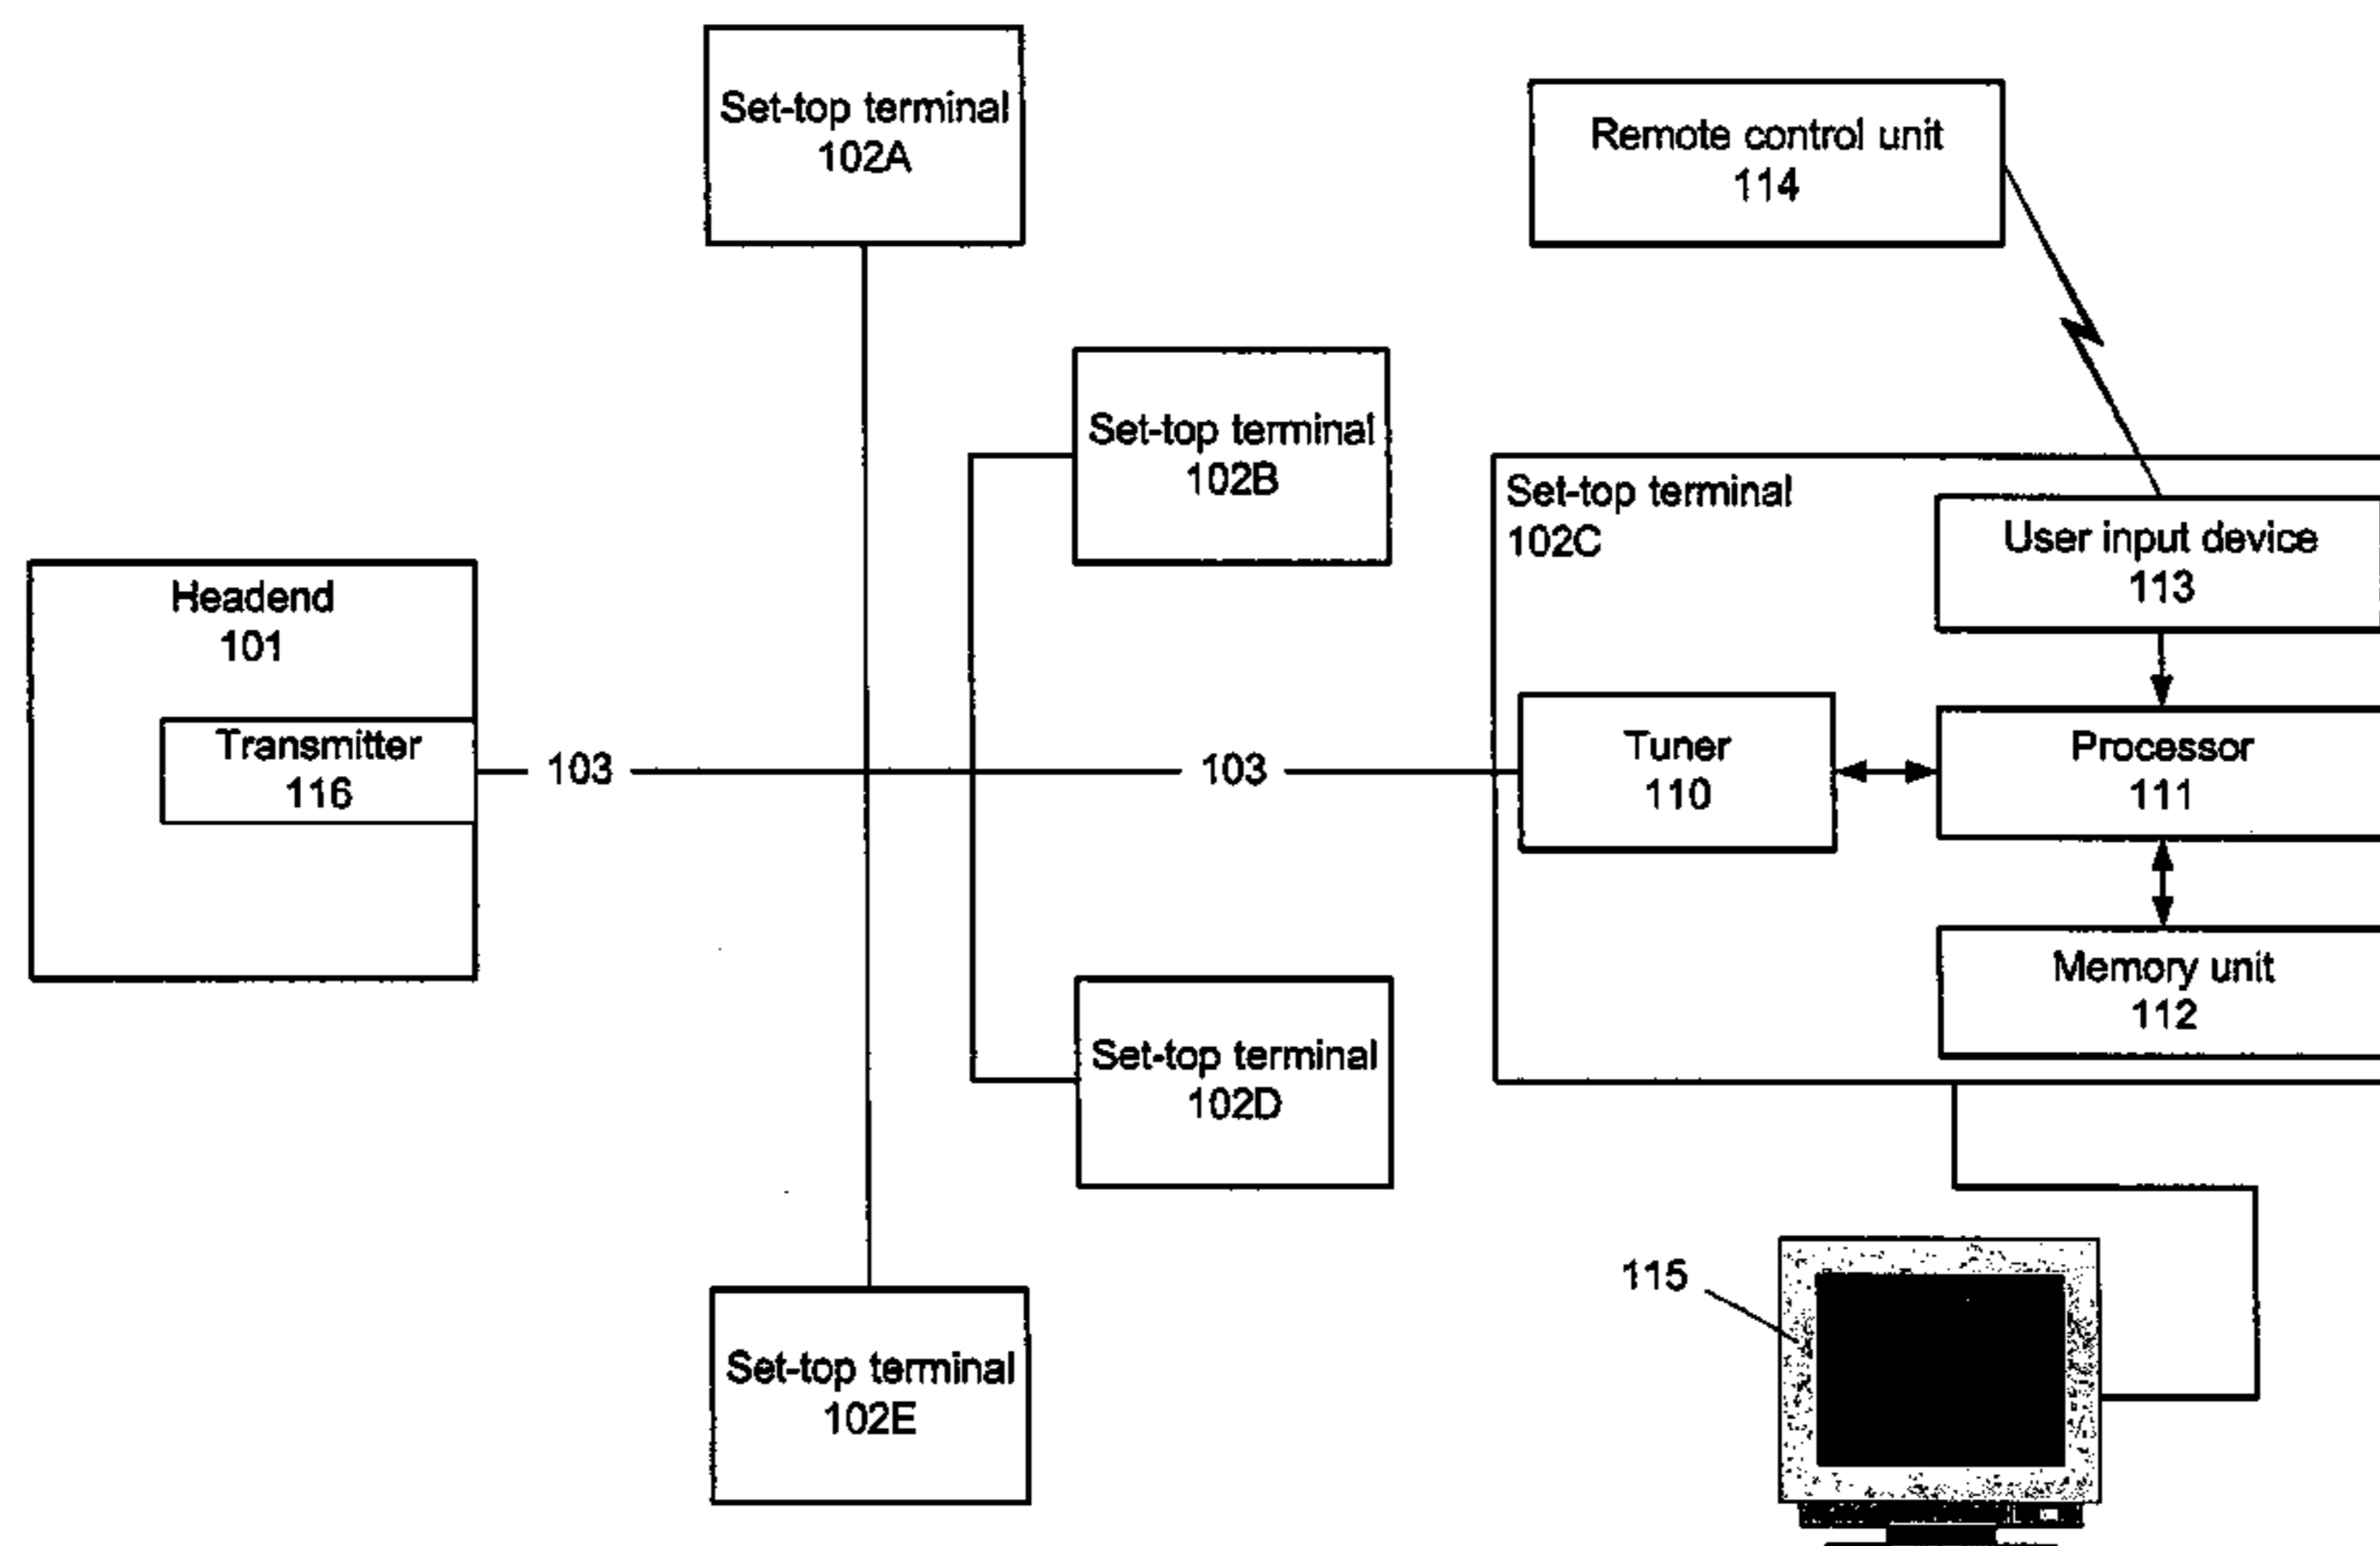 Set-top terminal
102A
Remote control unit
114
Set-top terminal
102B
Set-top terminal
102C
User input device
113
Headend
101
Transmitter
116
103
103
Tuner
110
Processor
111
Memory unit
112
Set-top terminal
102D
115
Set-top terminal
102E